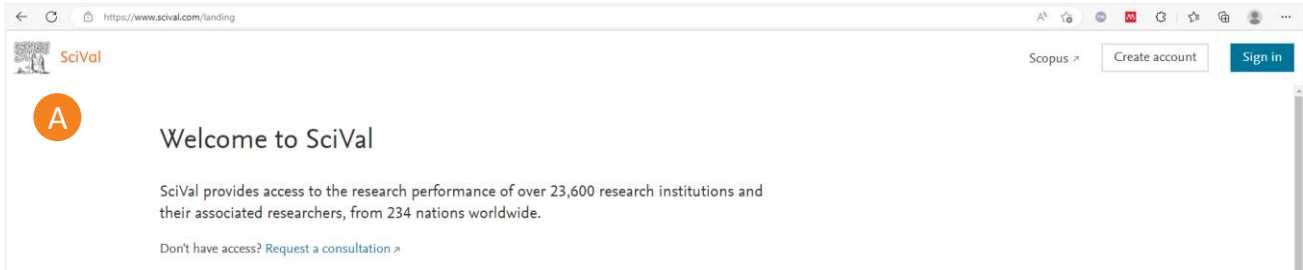 https://www.scival.com/landing
SciVal
Scopus ↗
Create account
Sign in
A
Welcome to SciVal
SciVal provides access to the research performance of over 23,600 research institutions and
their associated researchers, from 234 nations worldwide.
Don't have access? Request a consultation ↗